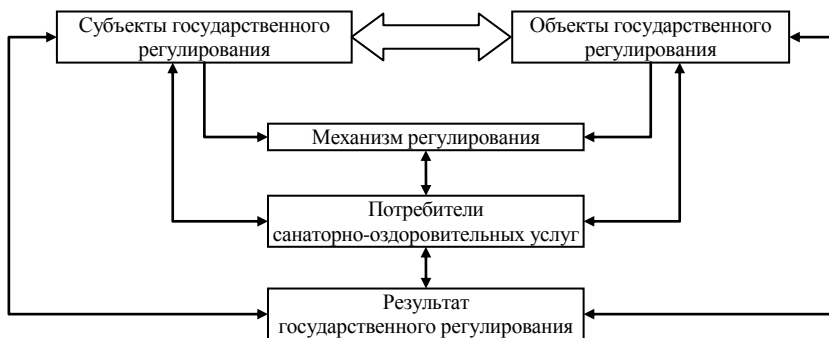 Субъекты государственного
регулирования
Объекты государственного
регулирования
Механизм регулирования
Потребители
санаторно-оздоровительных услуг
Результат
государственного регулирования